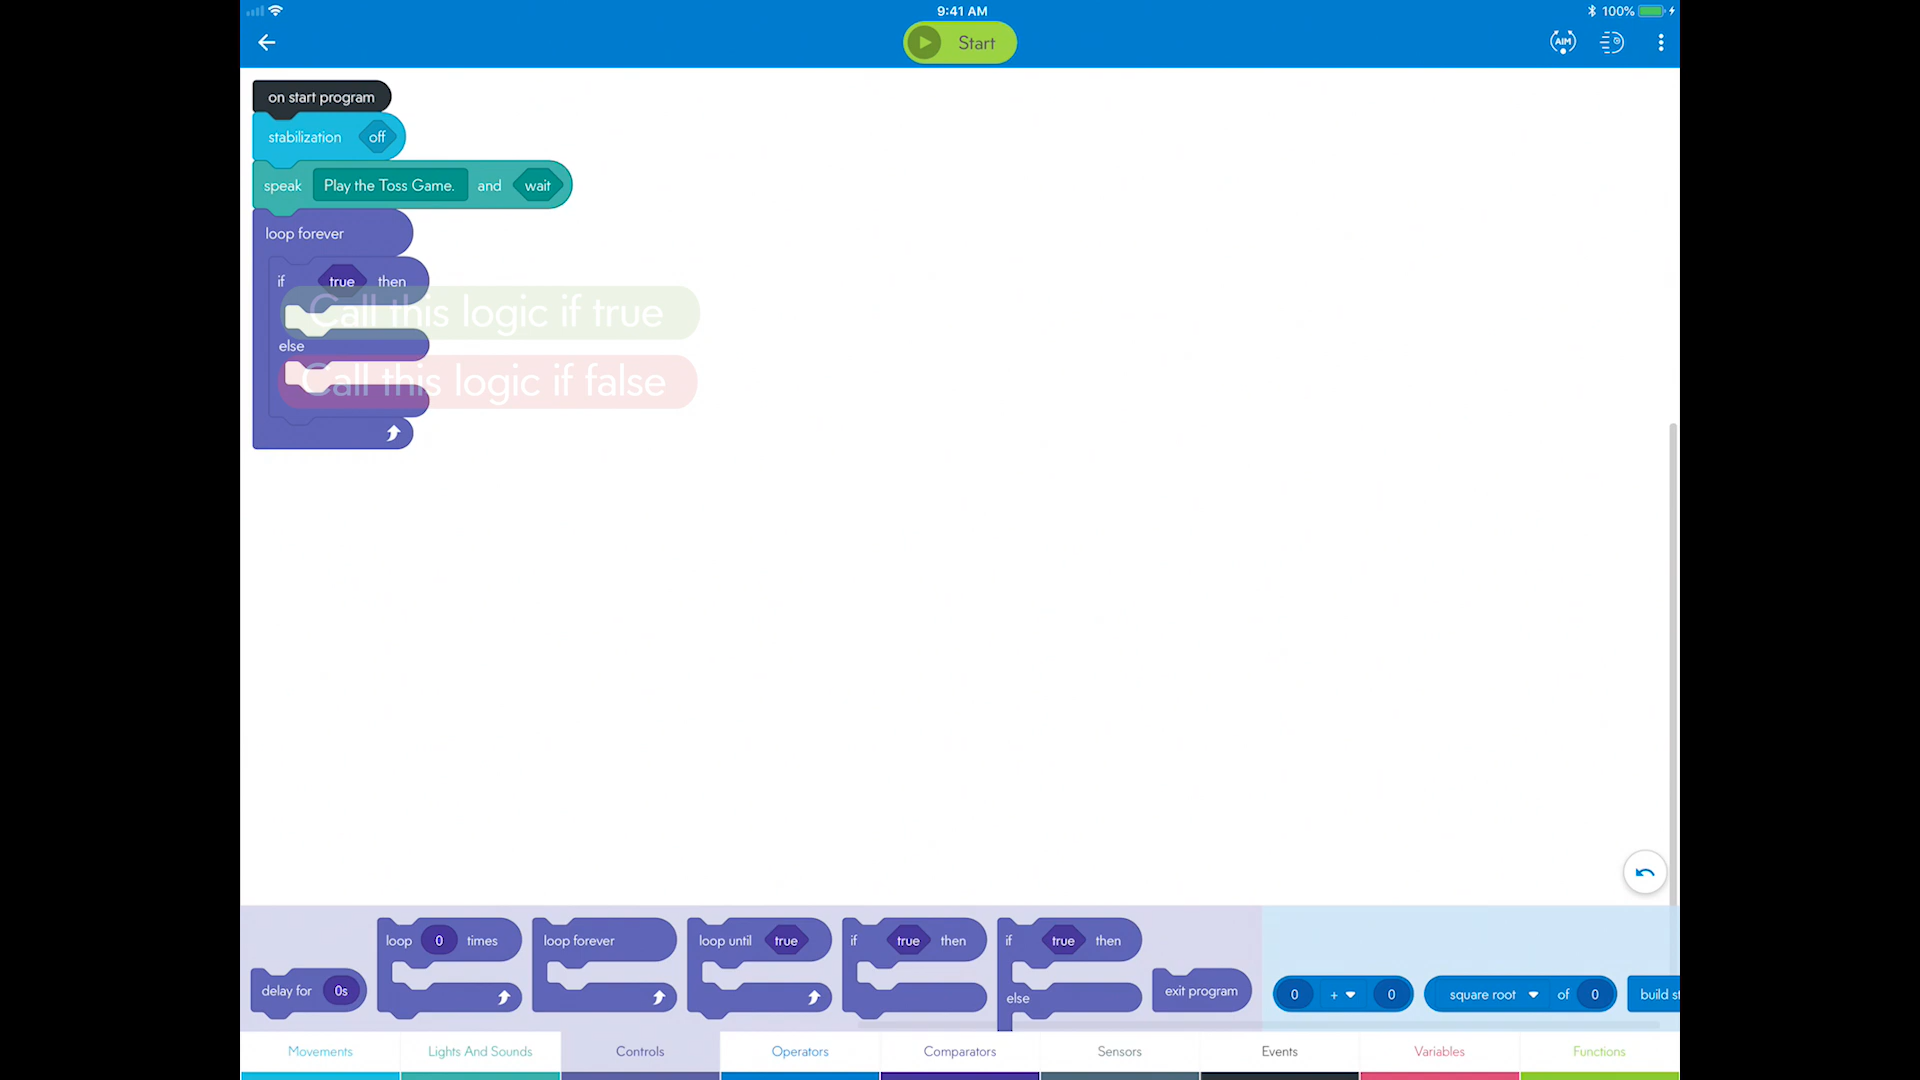 9:41 AM
100%
Start
AIM
on start program
stabilization off
speak Play the Toss Game. and wait
loop forever
if true then
Call this logic if true
else
Call this logic if false
loop 0 times
loop forever
loop until true
if true then
if true then
delay for 0s
else
exit program
0 + 0
square root of 0
build st
Movements
Lights And Sounds
Controls
Operators
Comparators
Sensors
Events
Variables
Functions